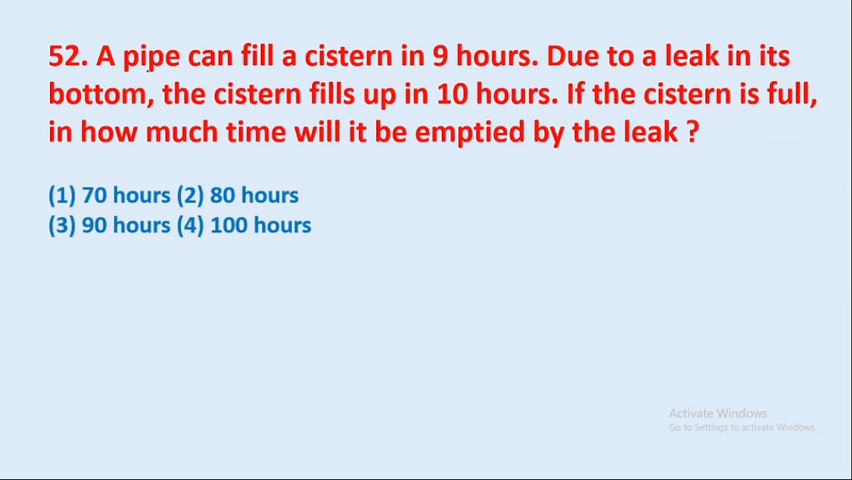 52. A pipe can fill a cistern in 9 hours. Due to a leak in its
bottom, the cistern fills up in 10 hours. If the cistern is full,
in how much time will it be emptied by the leak ?
(1) 70 hours (2) 80 hours
(3) 90 hours (4) 100 hours
Activate Windows
Go to Settings to activate Windows.